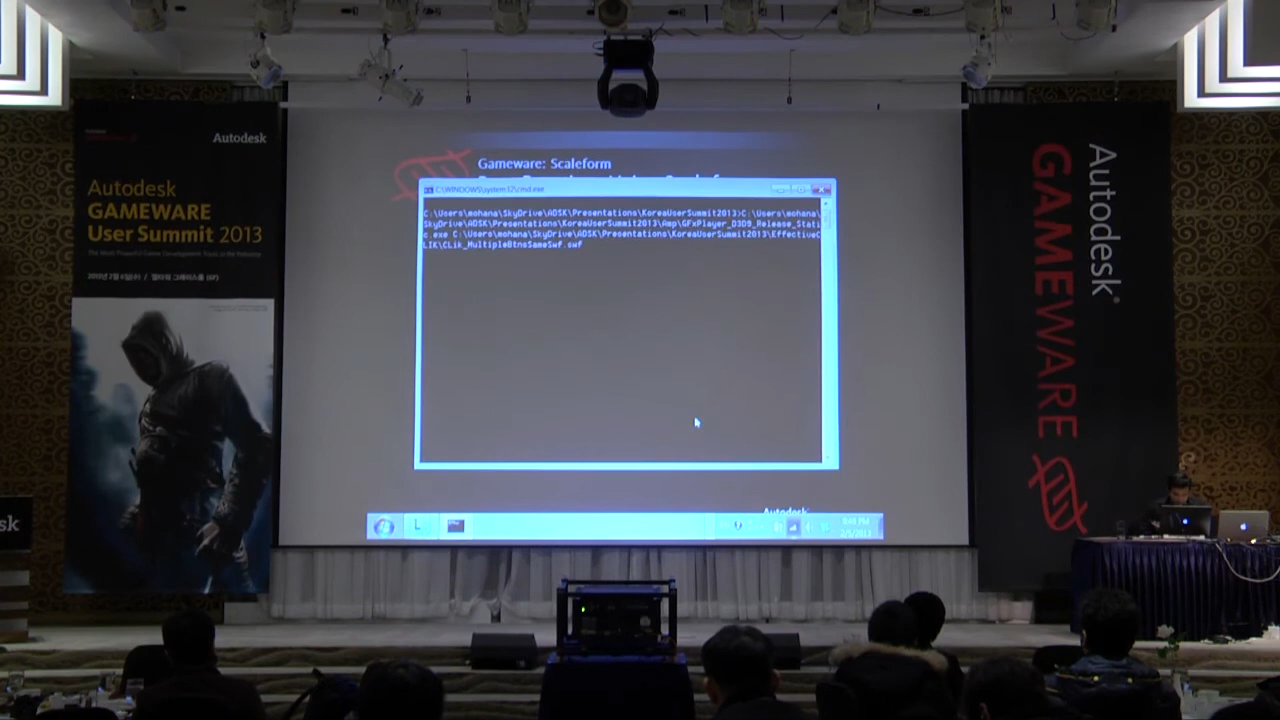 Autodesk
Autodesk
GAMEWARE
User Summit 2013
Gameware: Scaleform
C:\WINDOWS\system32\cmd.exe
C:\Users\mohana\SkyDrive\ADSK\Presentations\KoreaUserSummit2013>C:\Users\mohana\
SkyDrive\ADSK\Presentations\KoreaUserSummit2013\Amp\GFxPlayer_D3D9_Release_Stati
c.exe C:\Users\mohana\SkyDrive\ADSK\Presentations\KoreaUserSummit2013\EffectiveC
LIK\CLik_MultipleBtnsSameSwf.swf
Autodesk
Autodesk®
GAMEWARE
sk